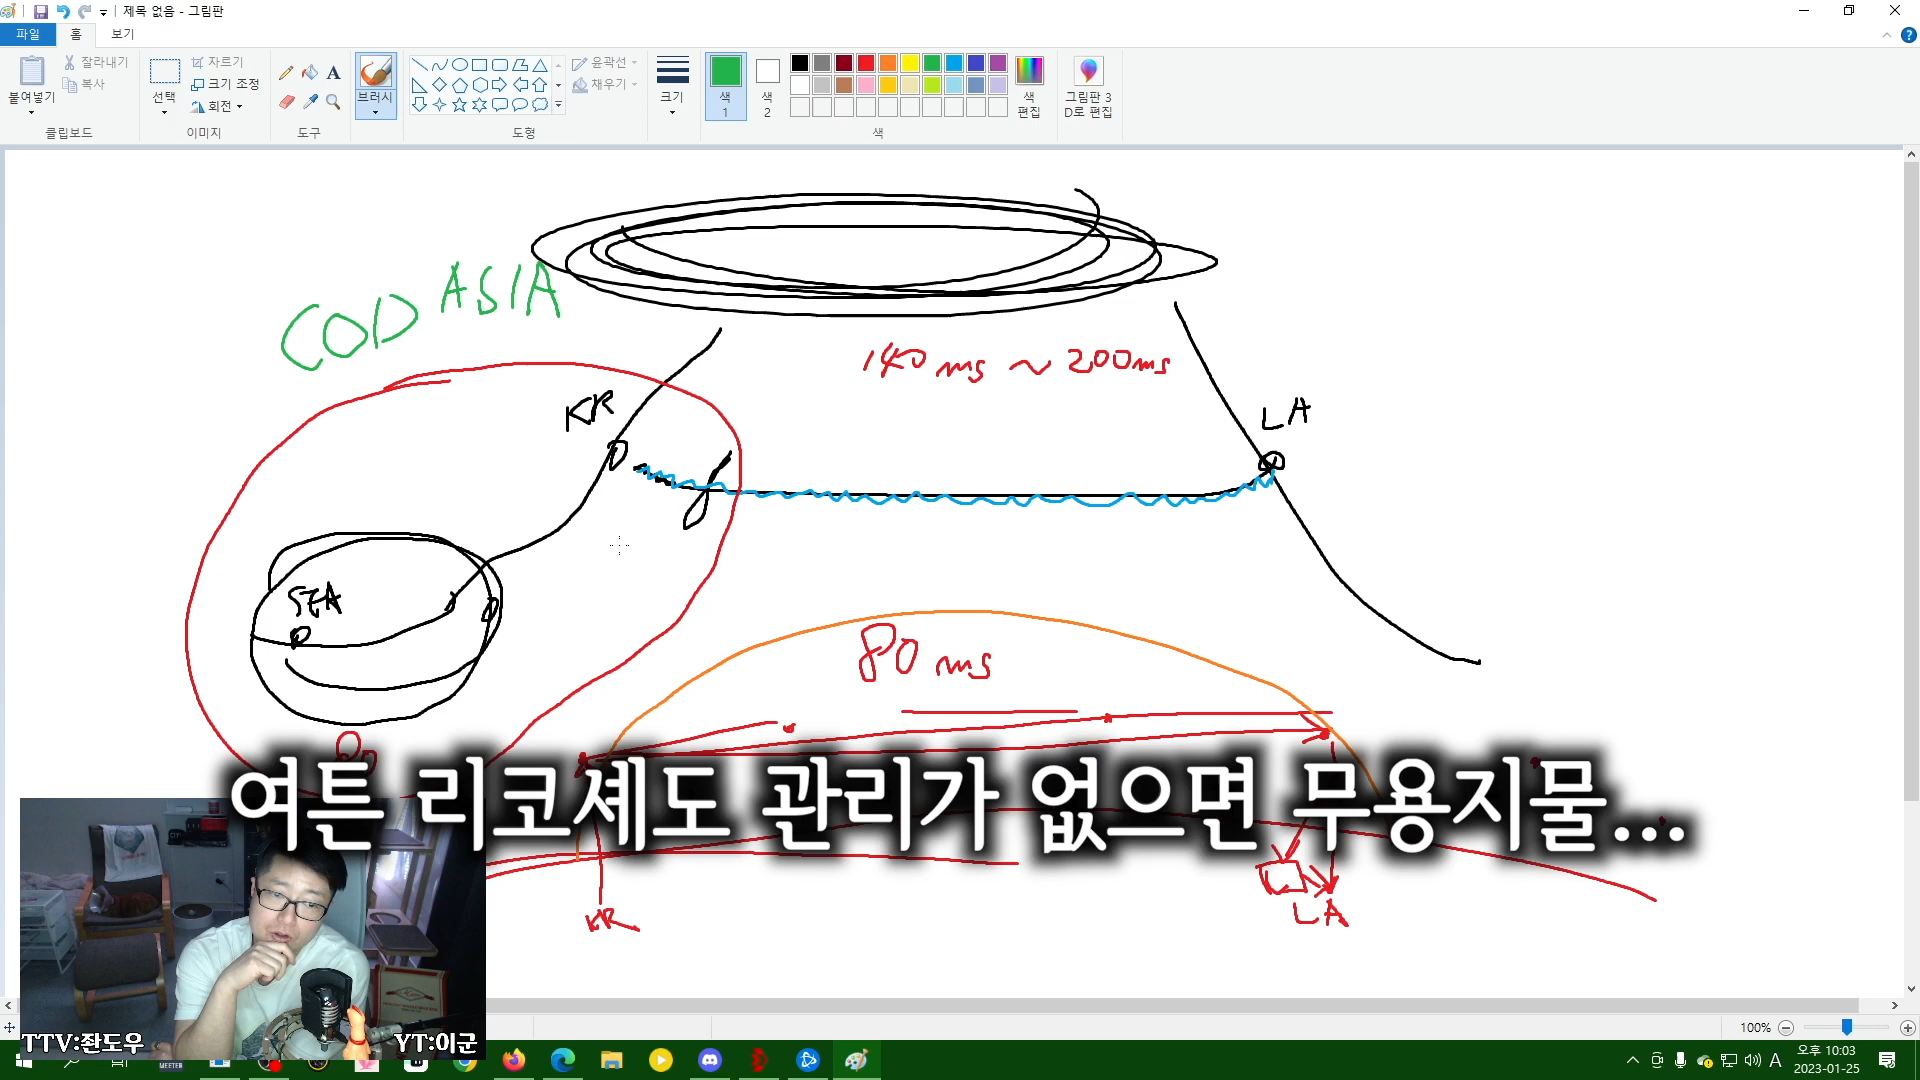 제목 없음 - 그림판
파일 홈 보기
붙여넣기
잘라내기
복사
클립보드
선택
자르기
크기 조정
회전
이미지
도구
브러시
도형
윤곽선
채우기
크기
색 1
색 2
색 편집
색
그림판 3D로 편집
COD ASIA
140ms ~ 200ms
KR
LA
SEA
80ms
여튼 리코셰도 관리가 없으면 무용지물...
KR
LA
TTV:좌도우 YT:이군
100%
A
오후 10:03
2023-01-25